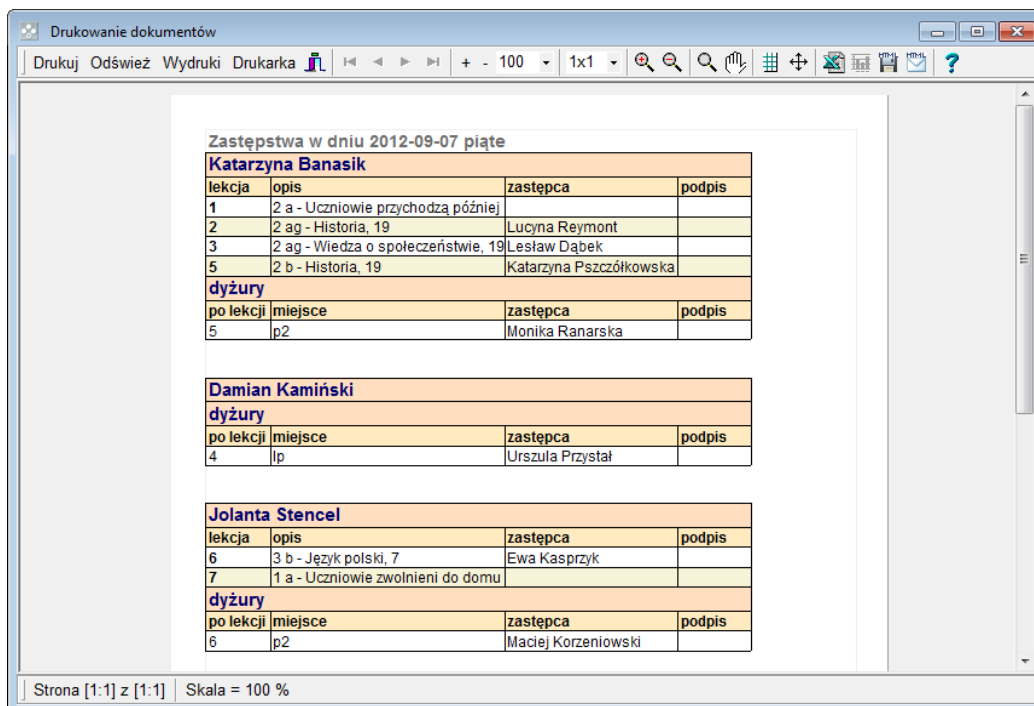 Drukowanie dokumentów
Drukuj Odśwież Wydruki Drukarka + - 100 1x1 ?
Zastępstwa w dniu 2012-09-07 piąte
Katarzyna Banasik
lekcja opis zastępca podpis
1 2 a - Uczniowie przychodzą później
2 2 ag - Historia, 19 Lucyna Reymont
3 2 ag - Wiedza o społeczeństwie, 19 Lesław Dąbek
5 2 b - Historia, 19 Katarzyna Pszczółkowska
dyżury
po lekcji miejsce zastępca podpis
5 p2 Monika Ranarska
Damian Kamiński
dyżury
po lekcji miejsce zastępca podpis
4 lp Urszula Przystał
Jolanta Stencel
lekcja opis zastępca podpis
6 3 b - Język polski, 7 Ewa Kasprzyk
7 1 a - Uczniowie zwolnieni do domu
dyżury
po lekcji miejsce zastępca podpis
6 p2 Maciej Korzeniowski
Strona [1:1] z [1:1] Skala = 100 %